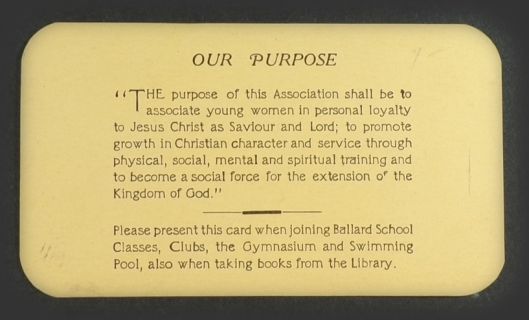 OUR PURPOSE
"THE purpose of this Association shall be to
associate young women in personal loyalty
to Jesus Christ as Saviour and Lord; to promote
growth in Christian character and service through
physical, social, mental and spiritual training and
to become a social force for the extension of the
Kingdom of God."
Please present this card when joining Ballard School
Classes, Clubs, the Gymnasium and Swimming
Pool, also when taking books from the Library.